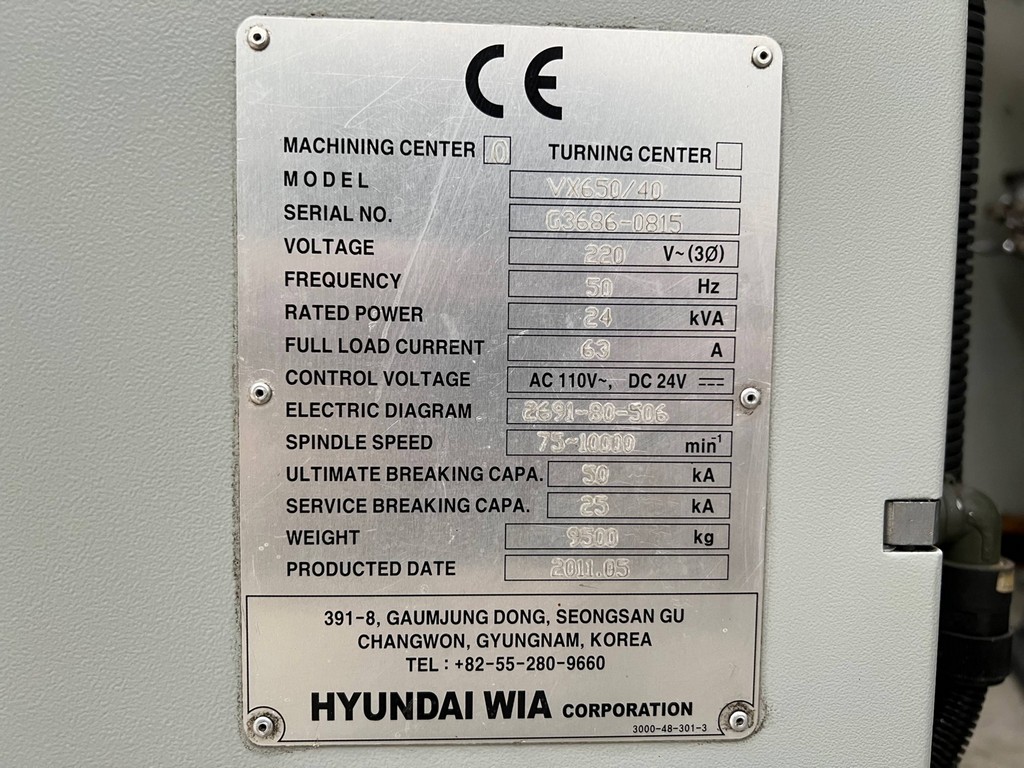 CE
MACHINING CENTER 0 TURNING CENTER
MODEL VX650/40
SERIAL NO. G3686-0815
VOLTAGE 220 V~(3Ø)
FREQUENCY 50 Hz
RATED POWER 24 kVA
FULL LOAD CURRENT 63 A
CONTROL VOLTAGE AC 110V~, DC 24V ⎓
ELECTRIC DIAGRAM 2691-80-506
SPINDLE SPEED 75~10000 min⁻¹
ULTIMATE BREAKING CAPA. 50 kA
SERVICE BREAKING CAPA. 25 kA
WEIGHT 9500 kg
PRODUCTED DATE 2011.05
391-8, GAUMJUNG DONG, SEONGSAN GU
CHANGWON, GYUNGNAM, KOREA
TEL : +82-55-280-9660
HYUNDAI WIA CORPORATION
3000-48-301-3